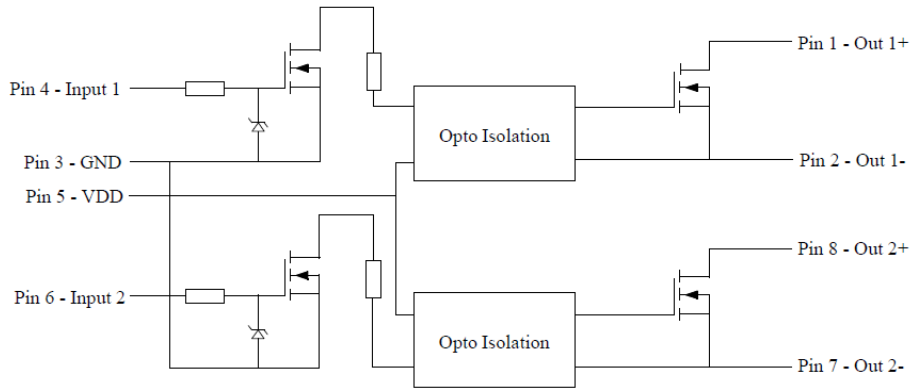 Pin 1 - Out 1+
Pin 4 - Input 1
Opto Isolation
Pin 3 - GND
Pin 2 - Out 1-
Pin 5 - VDD
Pin 8 - Out 2+
Pin 6 - Input 2
Opto Isolation
Pin 7 - Out 2-